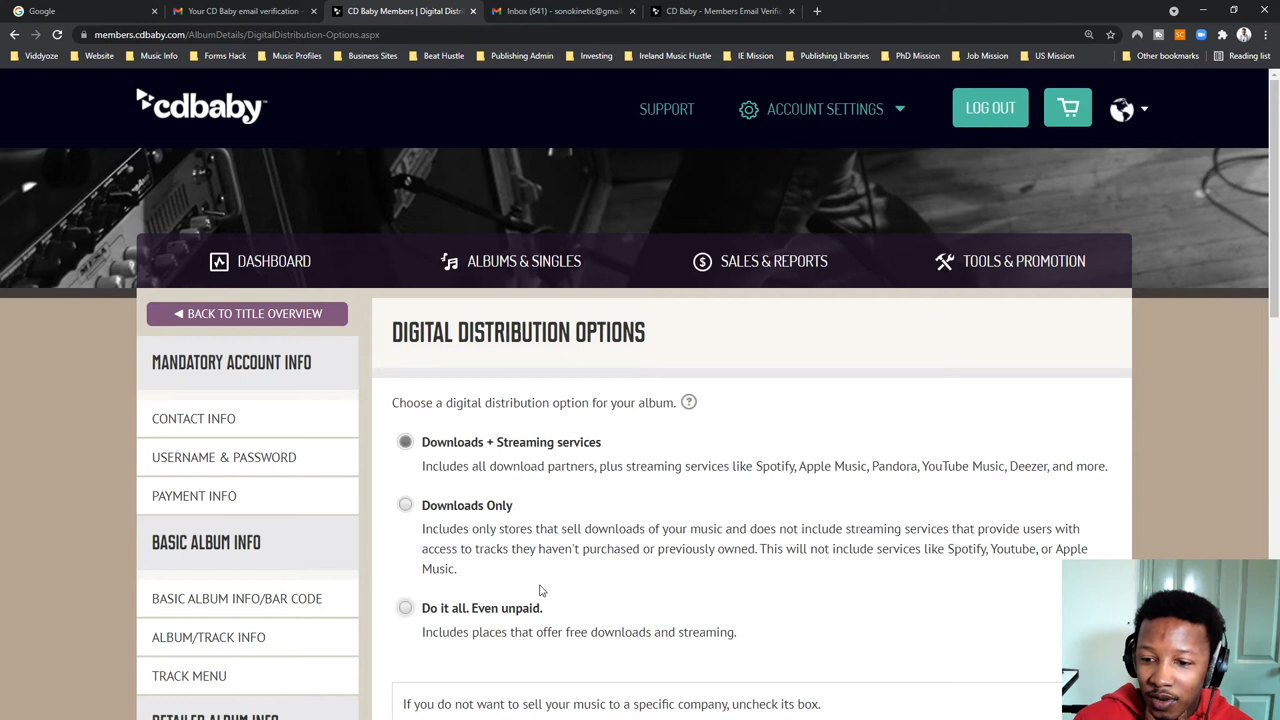 Google
Your CD Baby email verification -
CD Baby Members | Digital Distri
Inbox (641) - sonokinetic@gmail
CD Baby - Members Email Verific
members.cdbaby.com/AlbumDetails/DigitalDistribution-Options.aspx
Viddyoze
Website
Music Info
Forms Hack
Music Profiles
Business Sites
Beat Hustle
Publishing Admin
Investing
Ireland Music Hustle
IE Mission
Publishing Libraries
PhD Mission
Job Mission
US Mission
Other bookmarks
Reading list
cdbaby
SUPPORT
ACCOUNT SETTINGS
LOG OUT
DASHBOARD
ALBUMS & SINGLES
SALES & REPORTS
TOOLS & PROMOTION
BACK TO TITLE OVERVIEW
MANDATORY ACCOUNT INFO
CONTACT INFO
USERNAME & PASSWORD
PAYMENT INFO
BASIC ALBUM INFO
BASIC ALBUM INFO/BAR CODE
ALBUM/TRACK INFO
TRACK MENU
DETAILED ALBUM INFO
DIGITAL DISTRIBUTION OPTIONS
Choose a digital distribution option for your album. ?
Downloads + Streaming services
Includes all download partners, plus streaming services like Spotify, Apple Music, Pandora, YouTube Music, Deezer, and more.
Downloads Only
Includes only stores that sell downloads of your music and does not include streaming services that provide users with
access to tracks they haven't purchased or previously owned. This will not include services like Spotify, Youtube, or Apple
Music.
Do it all. Even unpaid.
Includes places that offer free downloads and streaming.
If you do not want to sell your music to a specific company, uncheck its box.